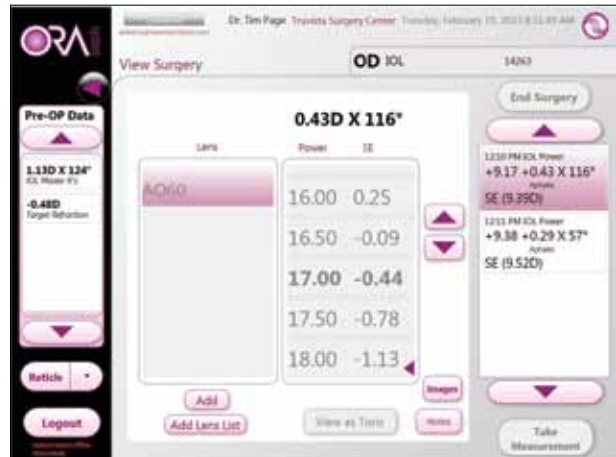 ORA
Dr. Tim Page Travista Surgery Center Tuesday, February 15, 2011 8:11:49 AM
View Surgery
OD IOL
14263
Pre-OP Data
1.13D X 124°
IOL Master K's
-0.48D
Target Refraction
Reticle
Logout
0.43D X 116°
Lens Power SE
AO60
16.00 0.25
16.50 -0.09
17.00 -0.44
17.50 -0.78
18.00 -1.13
Add
Add Lens List
View as Toric
Images
Notes
End Surgery
12:10 PM IOL Power
+9.17 +0.43 X 116°
Aphakic
SE (9.39D)
12:11 PM IOL Power
+9.38 +0.29 X 57°
Aphakic
SE (9.52D)
Take
Measurement